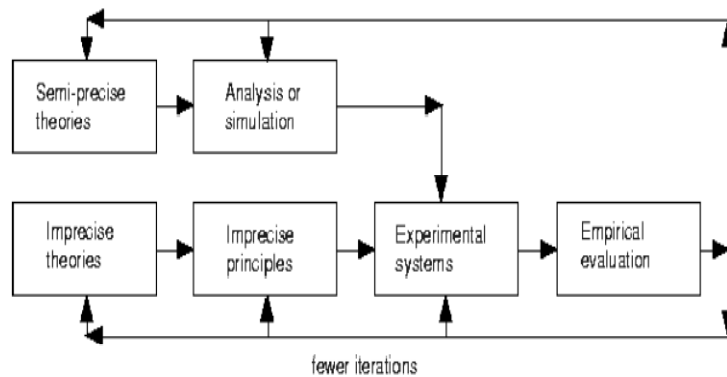 Semi-precise
theories
Analysis or
simulation
Imprecise
theories
Imprecise
principles
Experimental
systems
Empirical
evaluation
fewer iterations